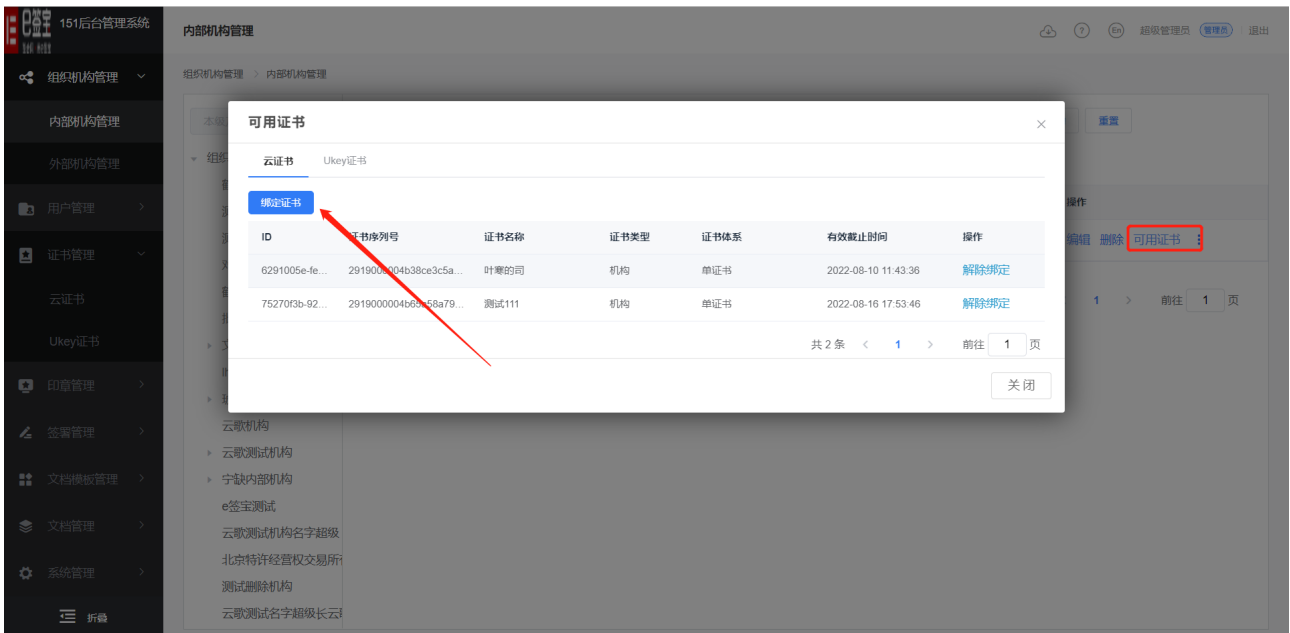 e签宝
151后台管理系统
内部机构管理
En
超级管理员
管理员
退出
组织机构管理
组织机构管理 > 内部机构管理
内部机构管理
外部机构管理
用户管理
证书管理
云证书
Ukey证书
印章管理
签署管理
文档模板管理
文档管理
系统管理
折叠
重置
可用证书
云证书 Ukey证书
绑定证书
ID 证书序列号 证书名称 证书类型 证书体系 有效截止时间 操作
6291005e-fe... 2919000004b38ce3c5a... 叶寒的司 机构 单证书 2022-08-10 11:43:36 解除绑定
75270f3b-92... 2919000004b65a58a79... 测试111 机构 单证书 2022-08-16 17:53:46 解除绑定
共 2 条 < 1 > 前往 1 页
关 闭
操作
编辑 删除 可用证书
1 > 前往 1 页
组织
云歌机构
云歌测试机构
宁缺内部机构
e签宝测试
云歌测试机构名字超级
北京特许经营权交易所
测试删除机构
云歌测试名字超级长云